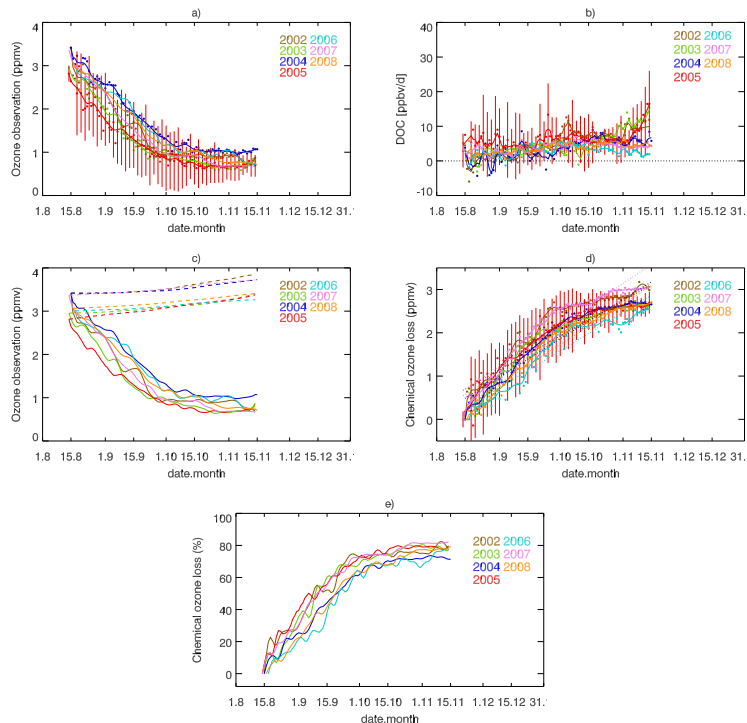 a)
Ozone observation (ppmv)
4
3
2
1
0
2002 2006
2003 2007
2004 2008
2005
1.8 15.8 1.9 15.9 1.10 15.10 1.11 15.11 1.12 15.12 31.
date.month
b)
DOC [ppbv/d]
40
30
20
10
0
-10
2002 2006
2003 2007
2004 2008
2005
1.8 15.8 1.9 15.9 1.10 15.10 1.11 15.11 1.12 15.12 31.
date.month
c)
Ozone observation (ppmv)
4
3
2
1
0
2002 2006
2003 2007
2004 2008
2005
1.8 15.8 1.9 15.9 1.10 15.10 1.11 15.11 1.12 15.12 31.
date.month
d)
Chemical ozone loss (ppmv)
3
2
1
0
2002 2006
2003 2007
2004 2008
2005
1.8 15.8 1.9 15.9 1.10 15.10 1.11 15.11 1.12 15.12 31.
date.month
e)
Chemical ozone loss (%)
100
80
60
40
20
0
2002 2006
2003 2007
2004 2008
2005
1.8 15.8 1.9 15.9 1.10 15.10 1.11 15.11 1.12 15.12 31.
date.month